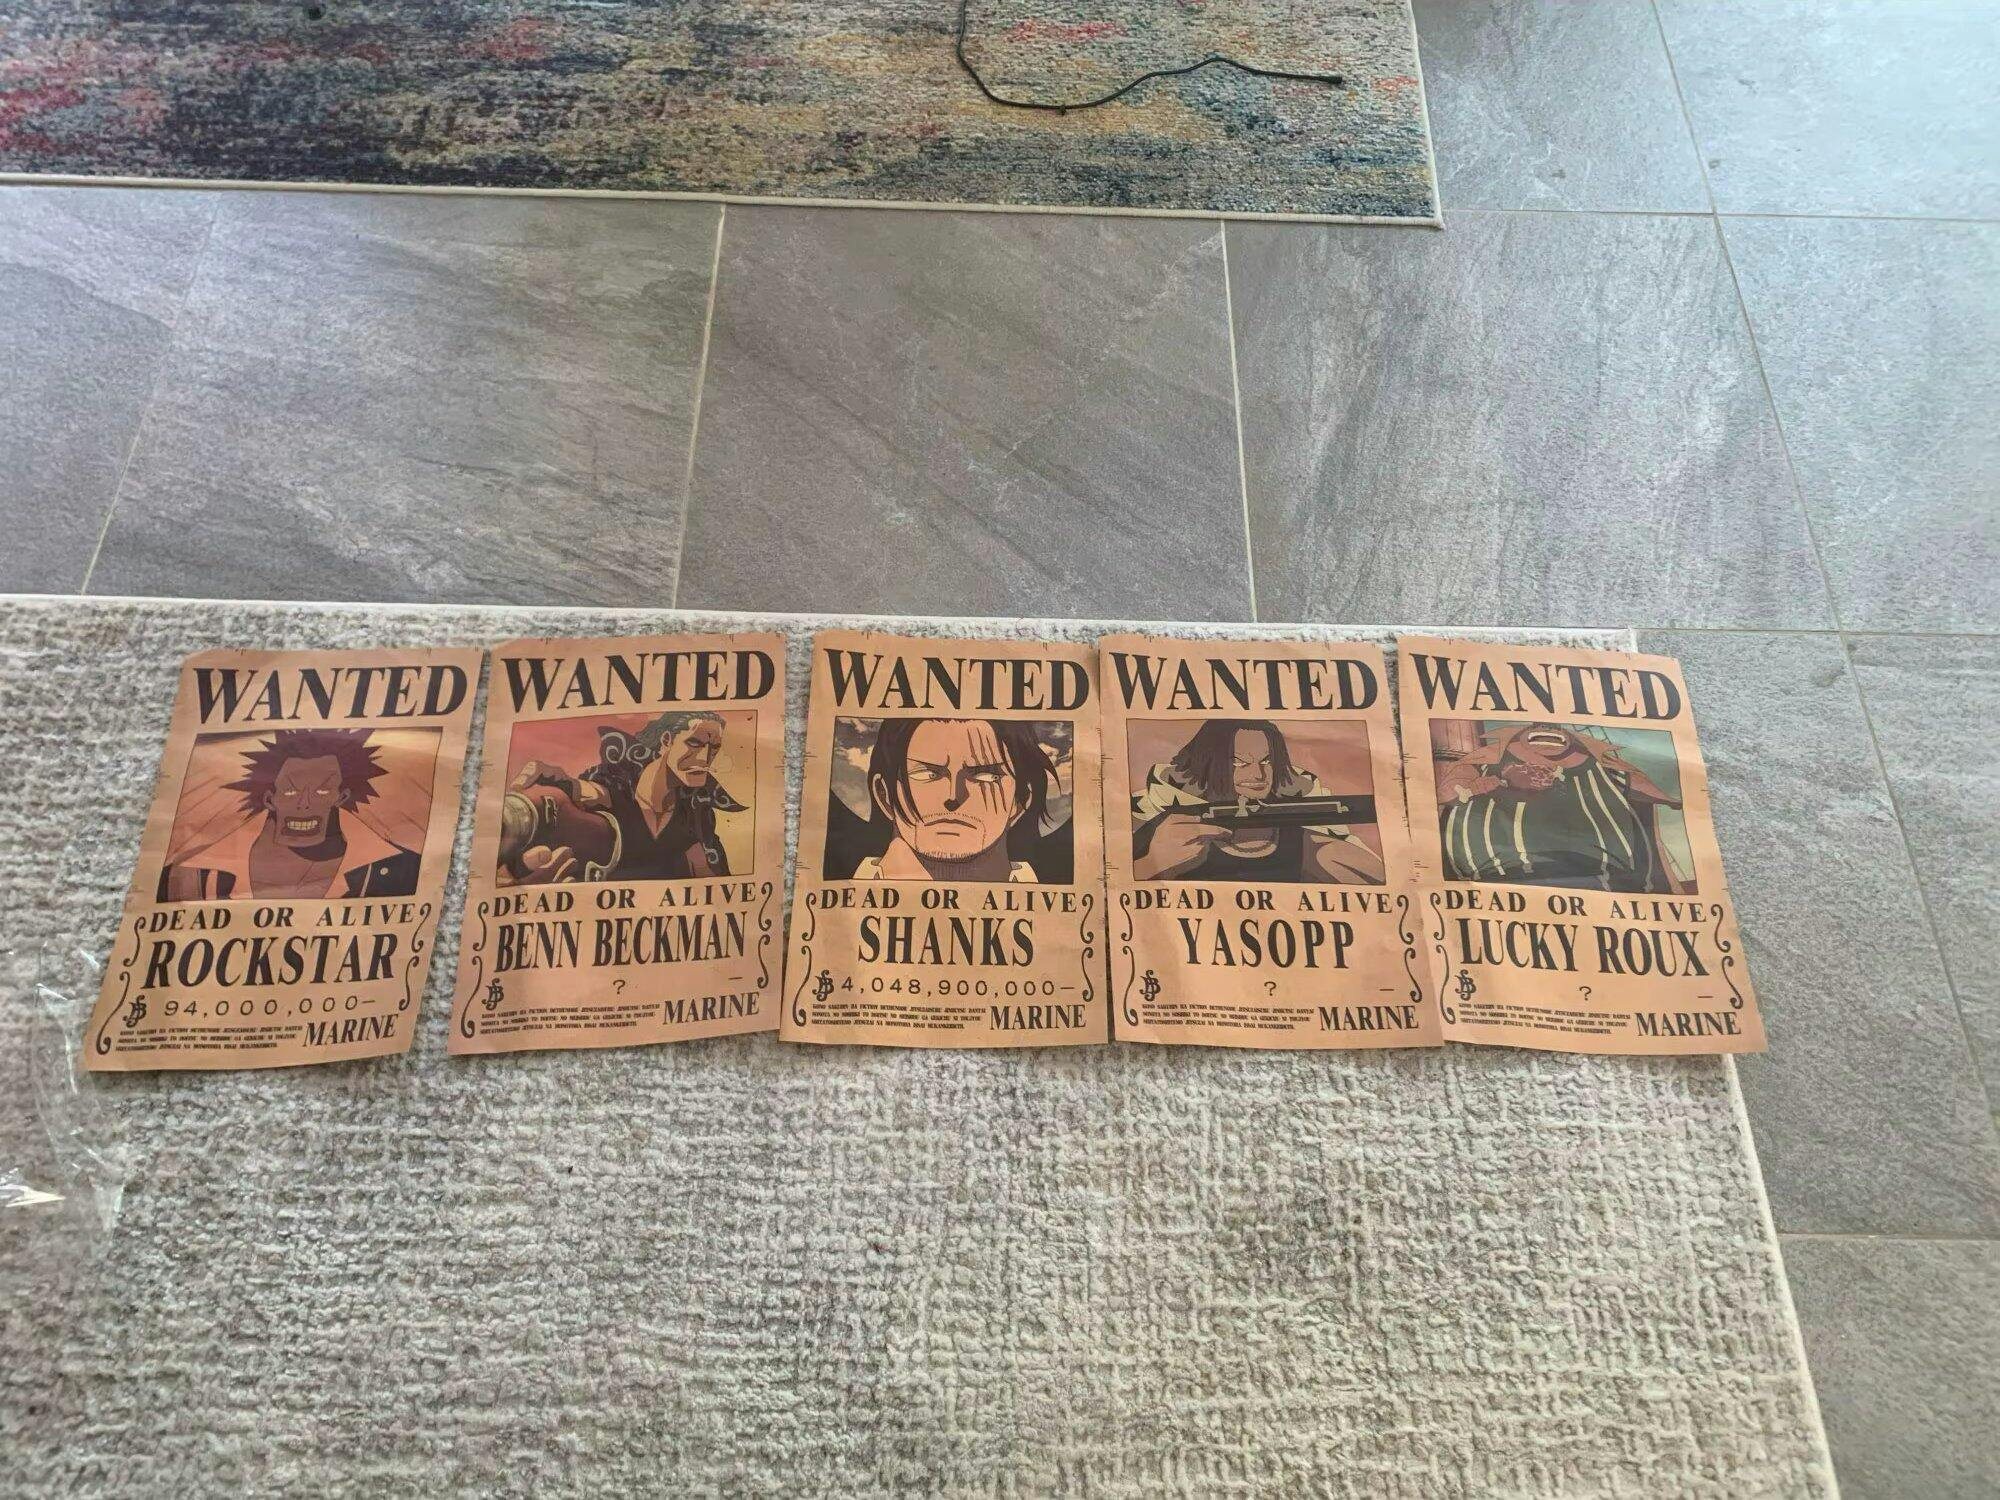 WANTED
DEAD OR ALIVE
ROCKSTAR
94,000,000-
MARINE
WANTED
DEAD OR ALIVE
BENN BECKMAN
? -
MARINE
WANTED
DEAD OR ALIVE
SHANKS
4,048,900,000-
MARINE
WANTED
DEAD OR ALIVE
YASOPP
? -
MARINE
WANTED
DEAD OR ALIVE
LUCKY ROUX
? -
MARINE